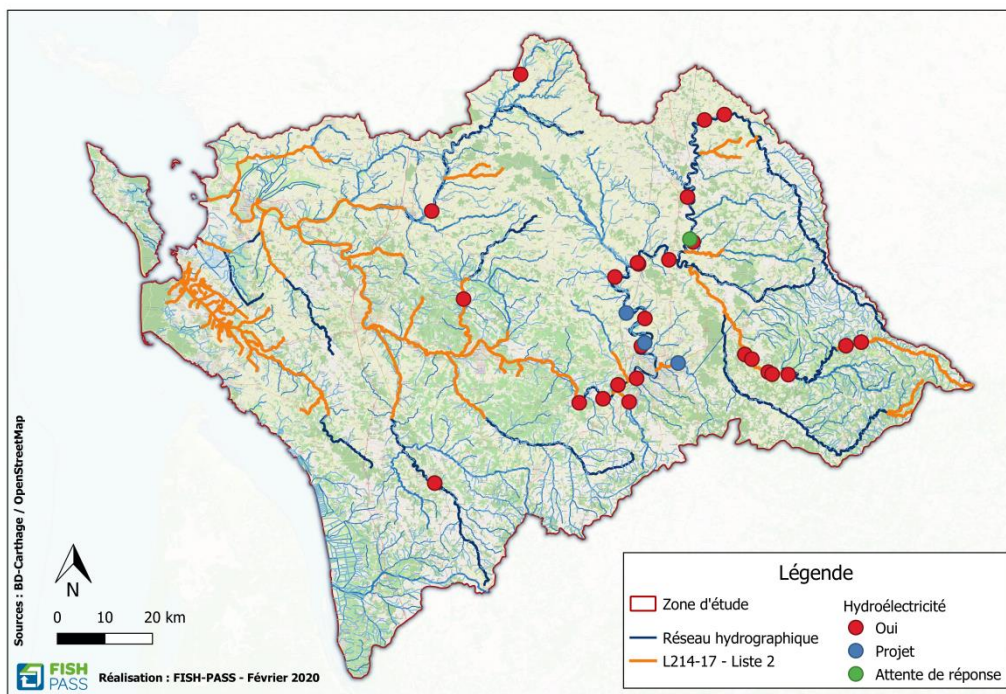 Sources : BD-Carthage / OpenStreetMap
N
0 10 20 km
FISH
PASS
Réalisation : FISH-PASS - Février 2020
Légende
Zone d'étude
Réseau hydrographique
L214-17 - Liste 2
Hydroélectricité
Oui
Projet
Attente de réponse